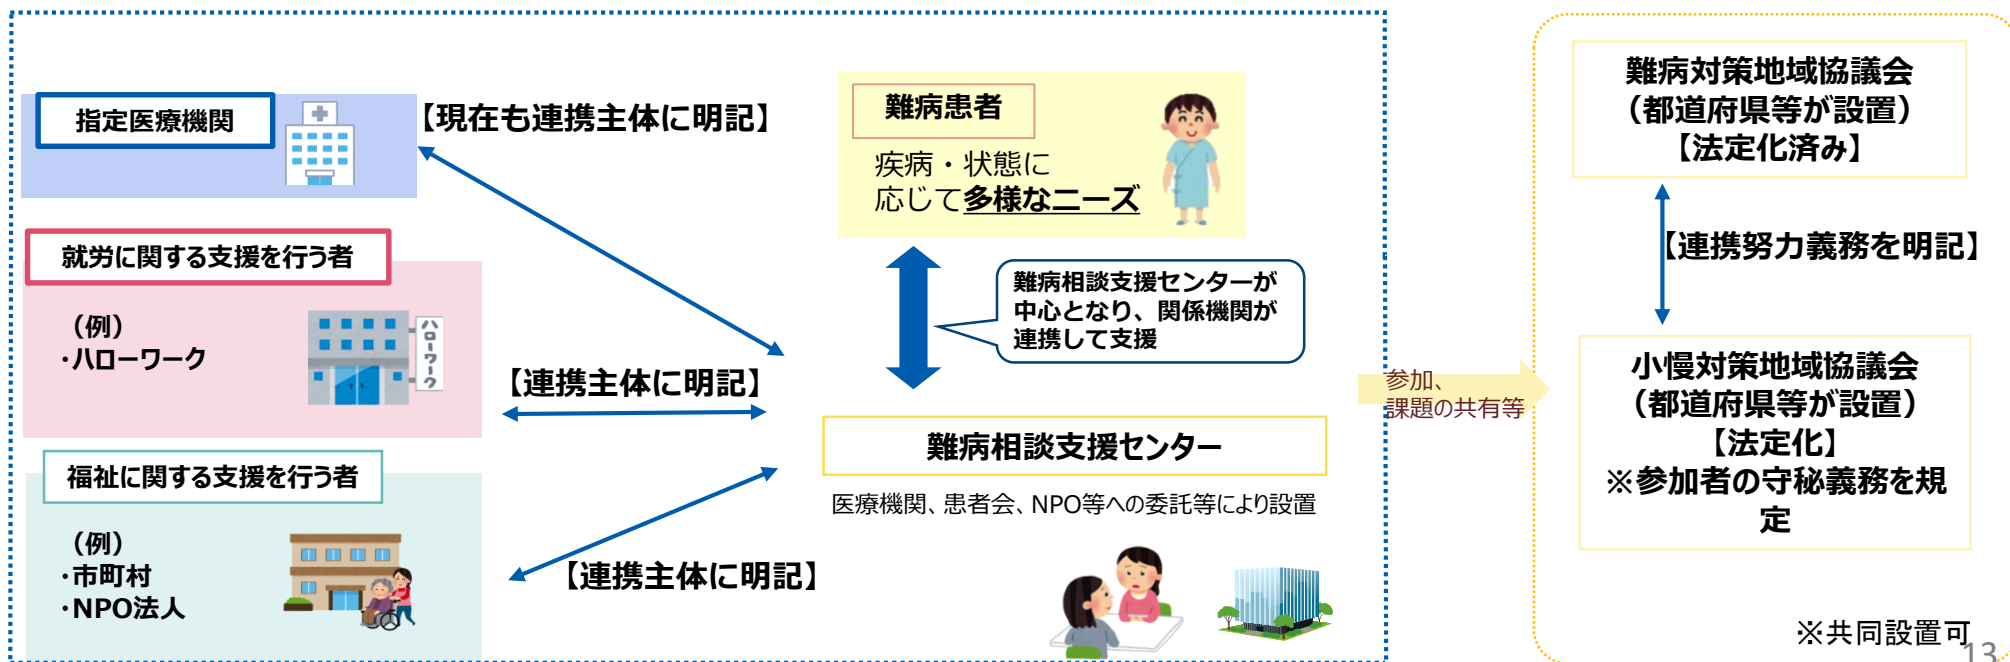 指定医療機関
【現在も連携主体に明記】
就労に関する支援を行う者
（例）
・ハローワーク
ハローワーク
【連携主体に明記】
福祉に関する支援を行う者
（例）
・市町村
・NPO法人
【連携主体に明記】
難病患者
疾病・状態に
応じて多様なニーズ
難病相談支援センターが
中心となり、関係機関が
連携して支援
難病相談支援センター
医療機関、患者会、NPO等への委託等により設置
参加、
課題の共有等
難病対策地域協議会
（都道府県等が設置）
【法定化済み】
【連携努力義務を明記】
小慢対策地域協議会
（都道府県等が設置）
【法定化】
※参加者の守秘義務を規
定
※共同設置可
13